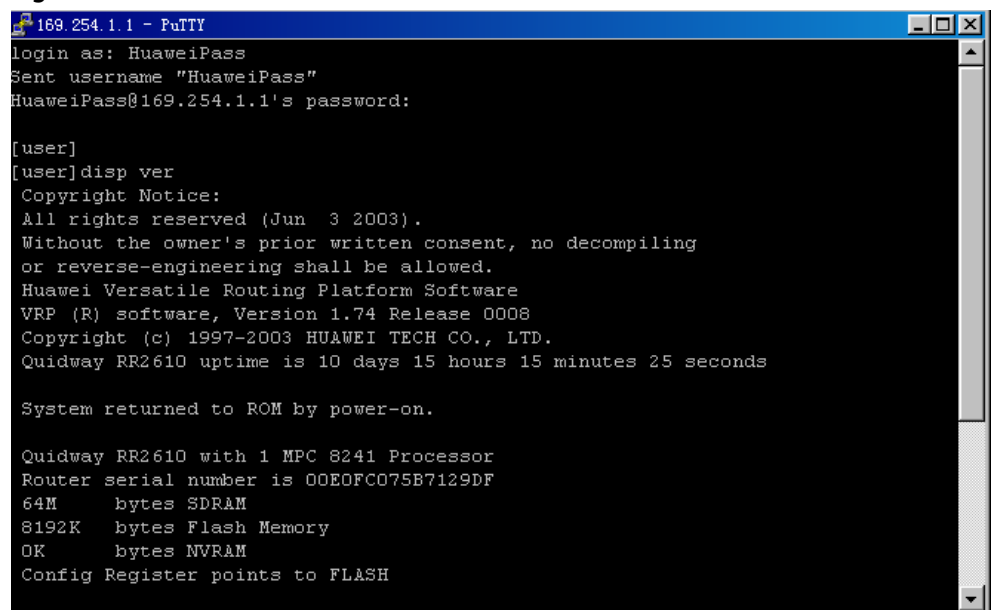 169.254.1.1 - PuTTY
login as: HuaweiPass
Sent username "HuaweiPass"
HuaweiPass@169.254.1.1's password:
[user]
[user]disp ver
Copyright Notice:
All rights reserved (Jun  3 2003).
Without the owner's prior written consent, no decompiling
or reverse-engineering shall be allowed.
Huawei Versatile Routing Platform Software
VRP (R) software, Version 1.74 Release 0008
Copyright (c) 1997-2003 HUAWEI TECH CO., LTD.
Quidway RR2610 uptime is 10 days 15 hours 15 minutes 25 seconds
System returned to ROM by power-on.
Quidway RR2610 with 1 MPC 8241 Processor
Router serial number is 00E0FC075B7129DF
64M      bytes SDRAM
8192K    bytes Flash Memory
0K       bytes NVRAM
Config Register points to FLASH